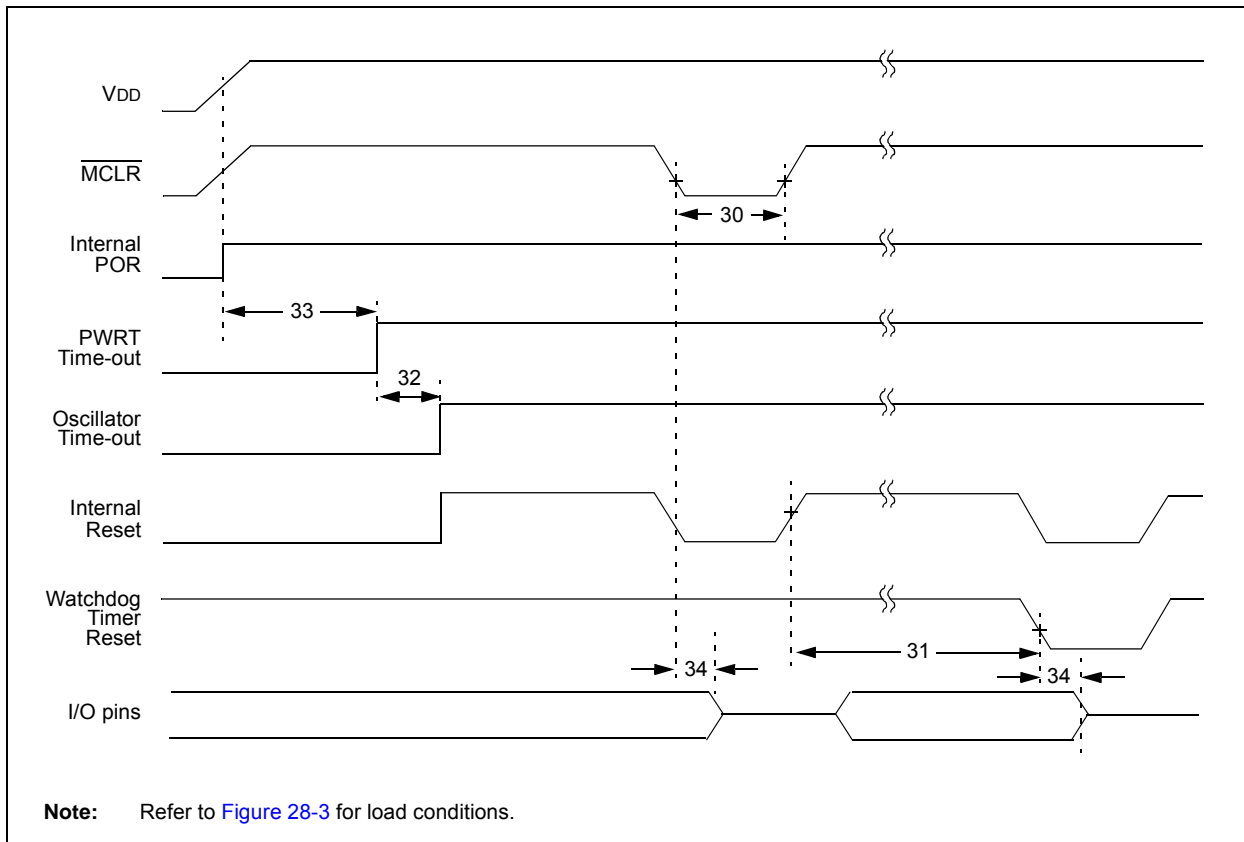 VDD
MCLR
30
Internal
POR
33
PWRT
Time-out
32
Oscillator
Time-out
Internal
Reset
Watchdog
Timer
Reset
31
34
34
I/O pins
Note: Refer to Figure 28-3 for load conditions.